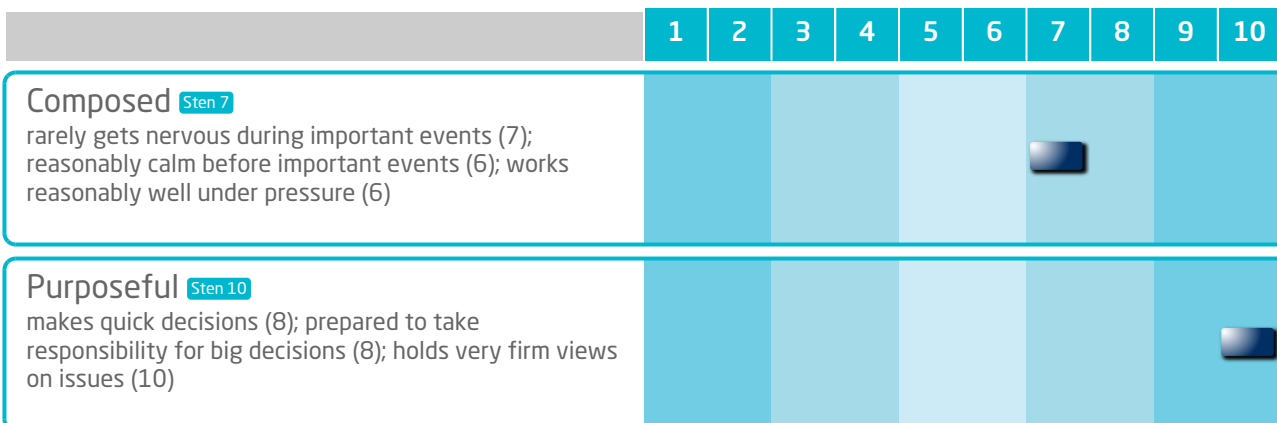 1 2 3 4 5 6 7 8 9 10
Composed Sten 7
rarely gets nervous during important events (7);
reasonably calm before important events (6); works
reasonably well under pressure (6)
Purposeful Sten 10
makes quick decisions (8); prepared to take
responsibility for big decisions (8); holds very firm views
on issues (10)